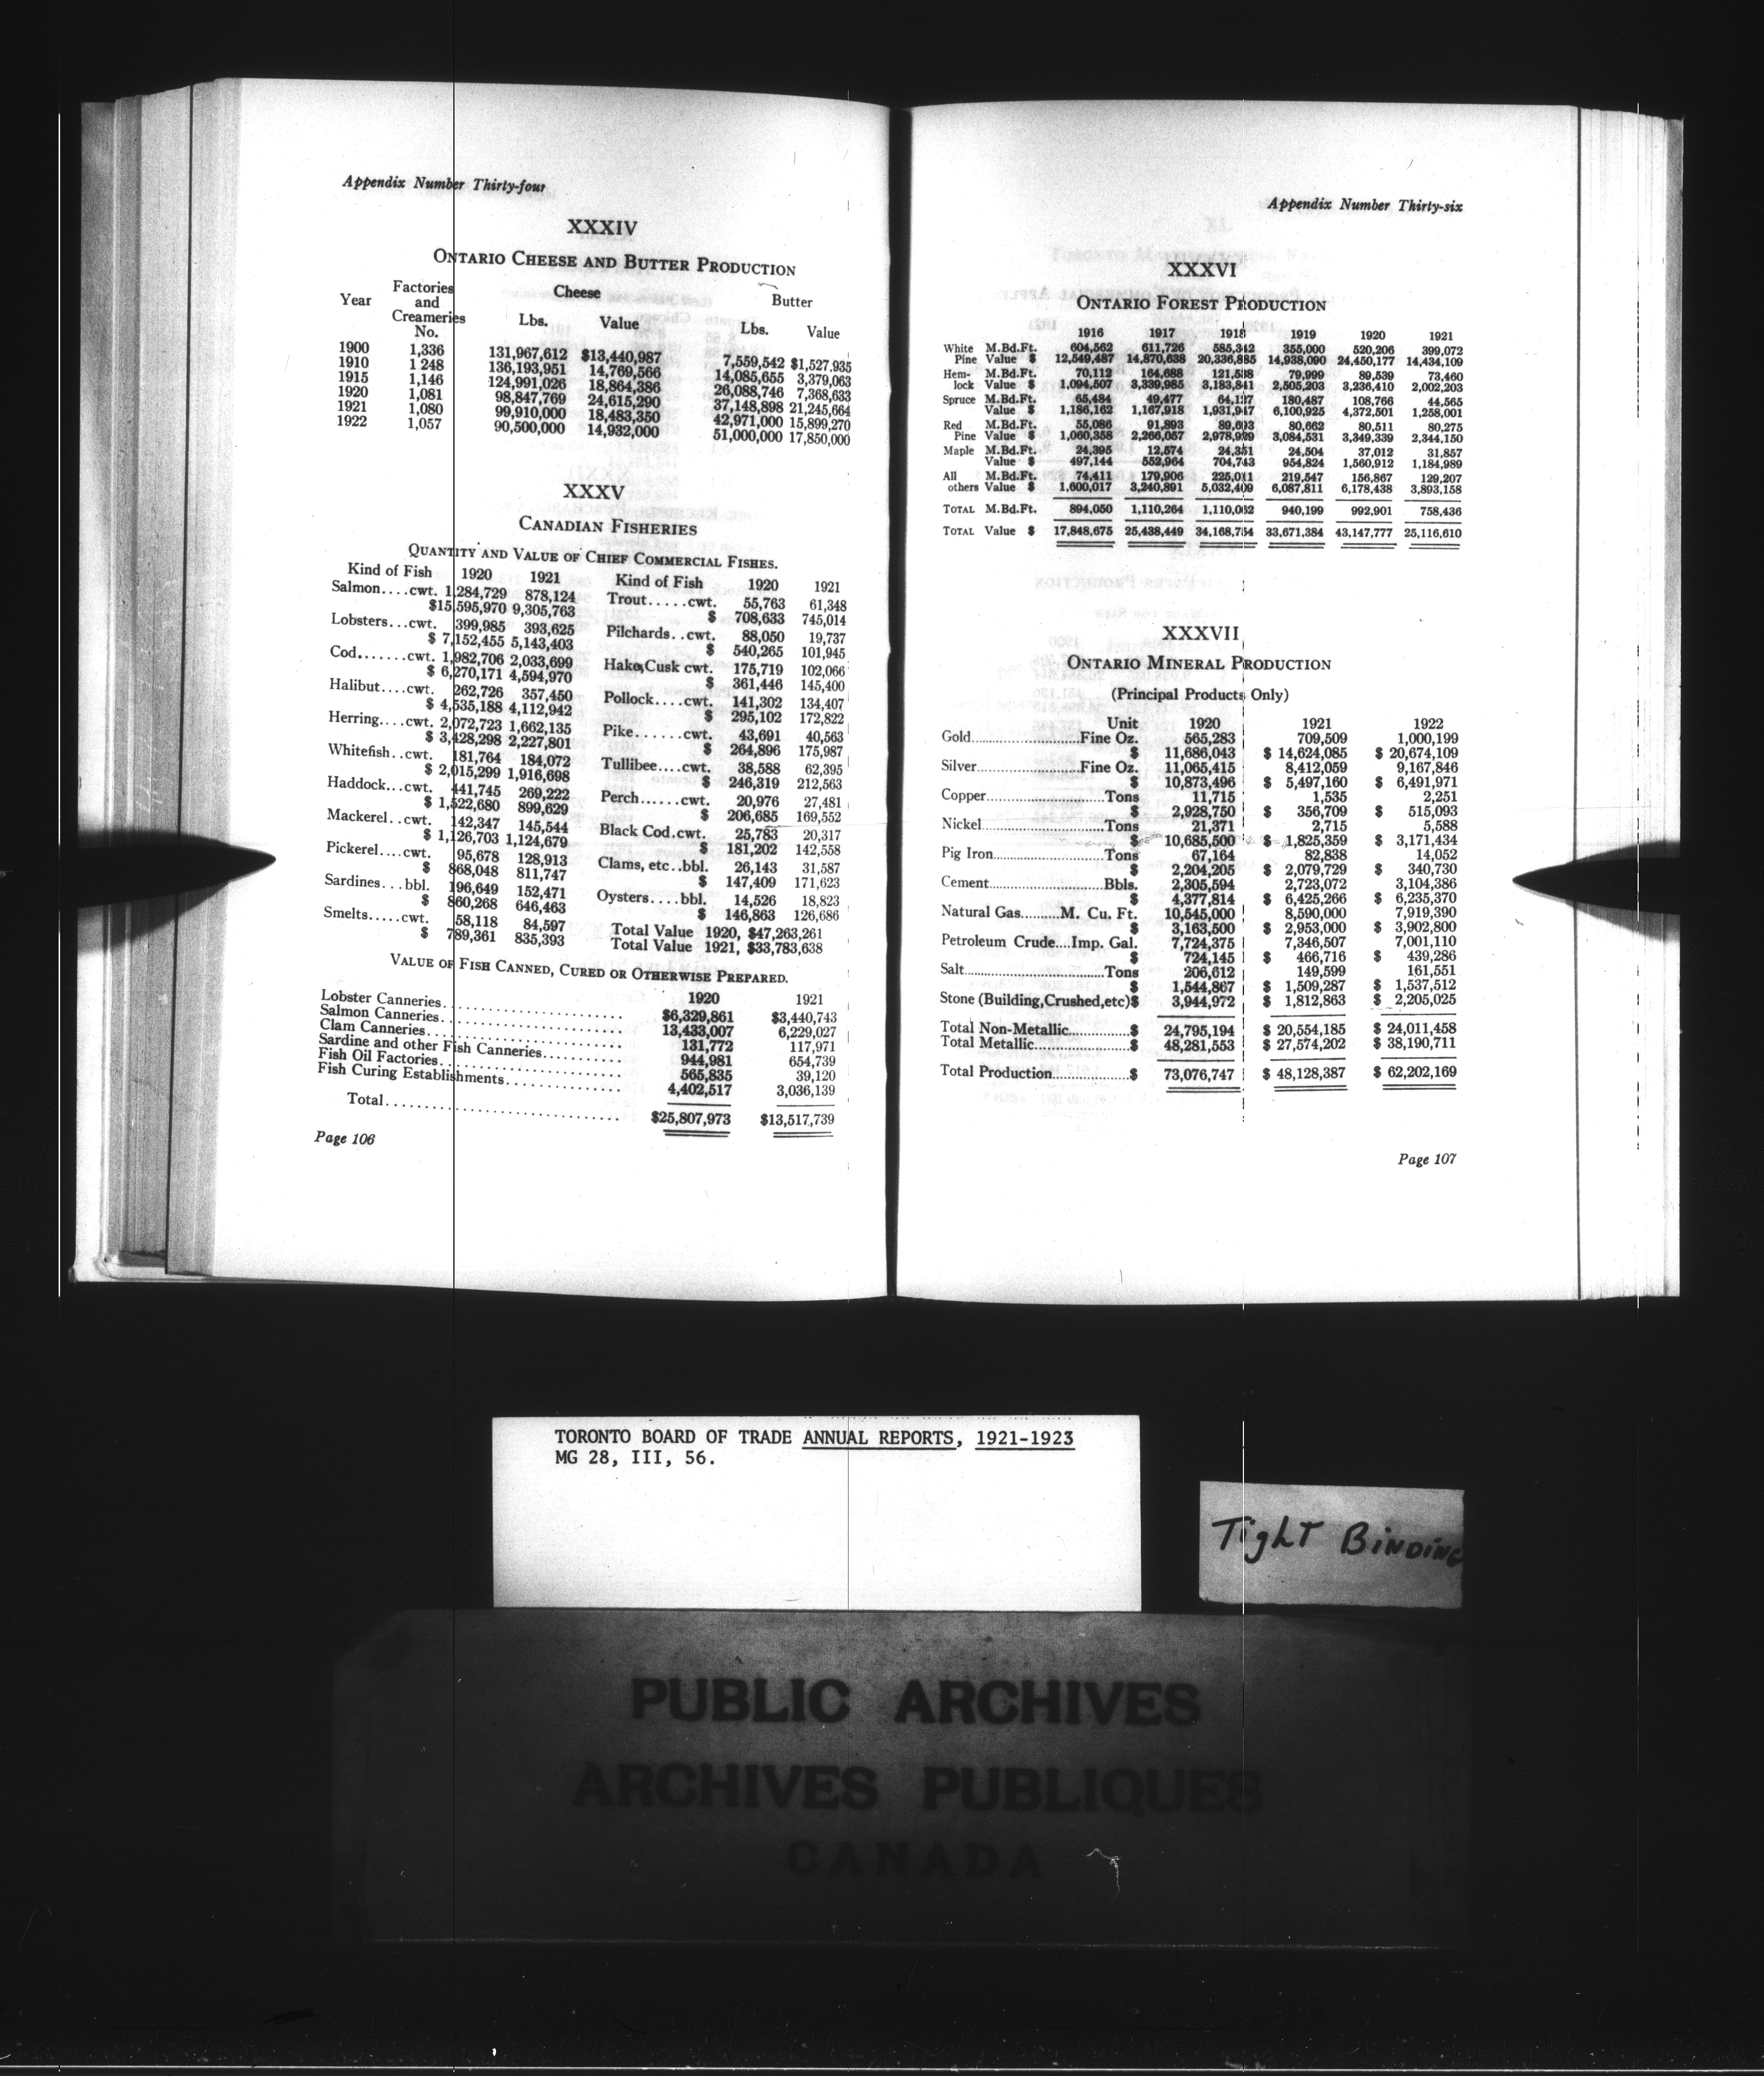 Appendix Number Thirty-four
XXXIV
ONTARIO CHEESE AND BUTTER PRODUCTION
Year Factories and Creameries No. Cheese Lbs. Value Butter Lbs. Value
1900 1,336 131,967,612 $13,440,987 7,559,542 $1,527,935
1910 1 248 136,193,951 14,769,566 14,085,655 3,379,063
1915 1,146 124,991,026 18,864,386 26,088,746 7,368,633
1920 1,081 98,847,769 24,615,290 37,148,898 21,245,664
1921 1,080 99,910,000 18,483,350 42,971,000 15,899,270
1922 1,057 90,500,000 14,932,000 51,000,000 17,850,000
XXXV
CANADIAN FISHERIES
QUANTITY AND VALUE OF CHIEF COMMERCIAL FISHES.
Kind of Fish 1920 1921
Salmon....cwt. 1,284,729 878,124
$15,595,970 9,305,763
Lobsters...cwt. 399,985 393,625
$ 7,152,455 5,143,403
Cod.......cwt. 1,982,706 2,033,699
$ 6,270,171 4,594,970
Halibut....cwt. 262,726 357,450
$ 4,535,188 4,112,942
Herring....cwt. 2,072,723 1,662,135
$ 3,428,298 2,227,801
Whitefish..cwt. 181,764 184,072
$ 2,015,299 1,916,698
Haddock...cwt. 441,745 269,222
$ 1,522,680 899,629
Mackerel..cwt. 142,347 145,544
$ 1,126,703 1,124,679
Pickerel....cwt. 95,678 128,913
$ 868,048 811,747
Sardines...bbl. 196,649 152,471
$ 860,268 646,463
Smelts.....cwt. 58,118 84,597
$ 789,361 835,393
Kind of Fish 1920 1921
Trout.....cwt. 55,763 61,348
$ 708,633 745,014
Pilchards..cwt. 88,050 19,737
$ 540,265 101,945
Hake,Cusk cwt. 175,719 102,066
$ 361,446 145,400
Pollock....cwt. 141,302 134,407
$ 295,102 172,822
Pike......cwt. 43,691 40,563
$ 264,896 175,987
Tullibee....cwt. 38,588 62,395
$ 246,319 212,563
Perch......cwt. 20,976 27,481
$ 206,685 169,552
Black Cod.cwt. 25,783 20,317
$ 181,202 142,558
Clams, etc..bbl. 26,143 31,587
$ 147,409 171,623
Oysters....bbl. 14,526 18,823
$ 146,863 126,686
Total Value 1920, $47,263,261
Total Value 1921, $33,783,638
VALUE OF FISH CANNED, CURED OR OTHERWISE PREPARED.
1920 1921
Lobster Canneries.......................... $6,329,861 $3,440,743
Salmon Canneries.......................... 13,433,007 6,229,027
Clam Canneries............................ 131,772 117,971
Sardine and other Fish Canneries............ 944,981 654,739
Fish Oil Factories.......................... 565,835 39,120
Fish Curing Establishments................. 4,402,517 3,036,139
Total................................. $25,807,973 $13,517,739
Page 106
Appendix Number Thirty-six
XXXVI
ONTARIO FOREST PRODUCTION
1916 1917 1918 1919 1920 1921
White M.Bd.Ft. 604,562 611,726 585,342 355,000 520,206 399,072
Pine Value $ 12,549,487 14,870,638 20,336,885 14,938,090 24,450,177 14,434,109
Hem- M.Bd.Ft. 70,112 164,688 121,518 79,999 89,539 73,460
lock Value $ 1,094,507 3,339,985 3,183,841 2,505,203 3,236,410 2,002,203
Spruce M.Bd.Ft. 65,484 49,477 64,127 180,487 108,766 44,565
Value $ 1,186,162 1,167,918 1,931,947 6,100,925 4,372,501 1,258,001
Red M.Bd.Ft. 55,086 91,893 89,693 80,662 80,511 80,275
Pine Value $ 1,060,358 2,266,057 2,978,929 3,084,531 3,349,339 2,344,150
Maple M.Bd.Ft. 24,395 12,574 24,351 24,504 37,012 31,857
Value $ 497,144 552,964 704,743 954,824 1,560,912 1,184,989
All M.Bd.Ft. 74,411 179,906 225,011 219,547 156,867 129,207
others Value $ 1,600,017 3,240,891 5,032,409 6,087,811 6,178,438 3,893,158
TOTAL M.Bd.Ft. 894,050 1,110,264 1,110,062 940,199 992,901 758,436
TOTAL Value $ 17,848,675 25,438,449 34,168,754 33,671,384 43,147,777 25,116,610
XXXVII
ONTARIO MINERAL PRODUCTION
(Principal Products Only)
Unit 1920 1921 1922
Gold............................Fine Oz. 565,283 709,509 1,000,199
$ 11,686,043 $ 14,624,085 $ 20,674,109
Silver...........................Fine Oz. 11,065,415 8,412,059 9,167,846
$ 10,873,496 $ 5,497,160 $ 6,491,971
Copper...............................Tons 11,715 1,535 2,251
$ 2,928,750 $ 356,709 $ 515,093
Nickel................................Tons 21,371 2,715 5,588
$ 10,685,500 $ 1,825,359 $ 3,171,434
Pig Iron.............................Tons 67,164 82,838 14,052
$ 2,204,205 $ 2,079,729 $ 340,730
Cement..............................Bbls. 2,305,594 2,723,072 3,104,386
$ 4,377,814 $ 6,425,266 $ 6,235,370
Natural Gas..........M. Cu. Ft. 10,545,000 8,590,000 7,919,390
$ 3,163,500 $ 2,953,000 $ 3,902,800
Petroleum Crude....Imp. Gal. 7,724,375 7,346,507 7,001,110
$ 724,145 $ 466,716 $ 439,286
Salt....................................Tons 206,612 149,599 161,551
$ 1,544,867 $ 1,509,287 $ 1,537,512
Stone (Building,Crushed,etc)$ 3,944,972 $ 1,812,863 $ 2,205,025
Total Non-Metallic...............$ 24,795,194 $ 20,554,185 $ 24,011,458
Total Metallic........................$ 48,281,553 $ 27,574,202 $ 38,190,711
Total Production....................$ 73,076,747 $ 48,128,387 $ 62,202,169
Page 107
TORONTO BOARD OF TRADE ANNUAL REPORTS, 1921-1923
MG 28, III, 56.
Tight Binding
PUBLIC ARCHIVES
ARCHIVES PUBLIQUES
CANADA